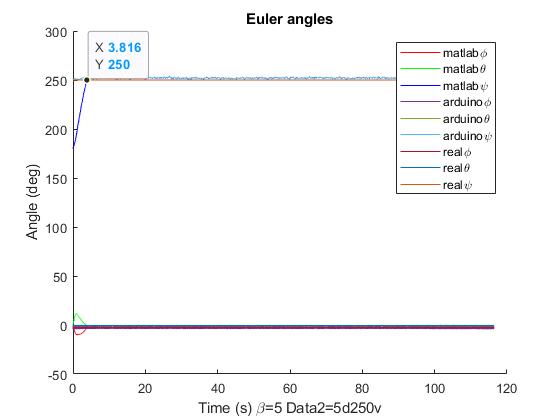 Euler angles
300
X 3.816
Y 250
250
200
150
100
50
0
-50
Angle (deg)
matlab ϕ
matlab θ
matlab ψ
arduino ϕ
arduino θ
arduino ψ
real ϕ
real θ
real ψ
0 20 40 60 80 100 120
Time (s) β=5 Data2=5d250v